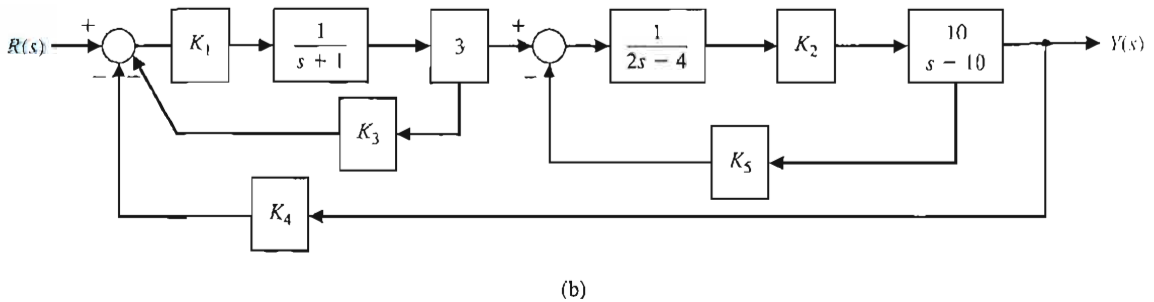 R(s)
+
− −
K₁
1
s + 1
3
+
−
1
2s − 4
K₂
10
s − 10
Y(s)
K₃
K₅
K₄
(b)